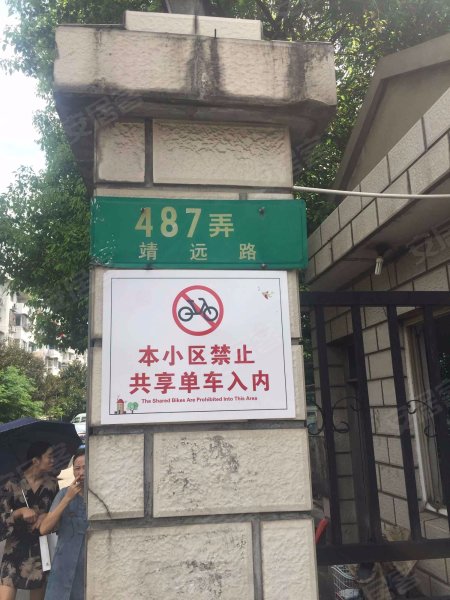 487弄
靖远路
本小区禁止
共享单车入内
The Shared Bikes Are Prohibited Into This Area